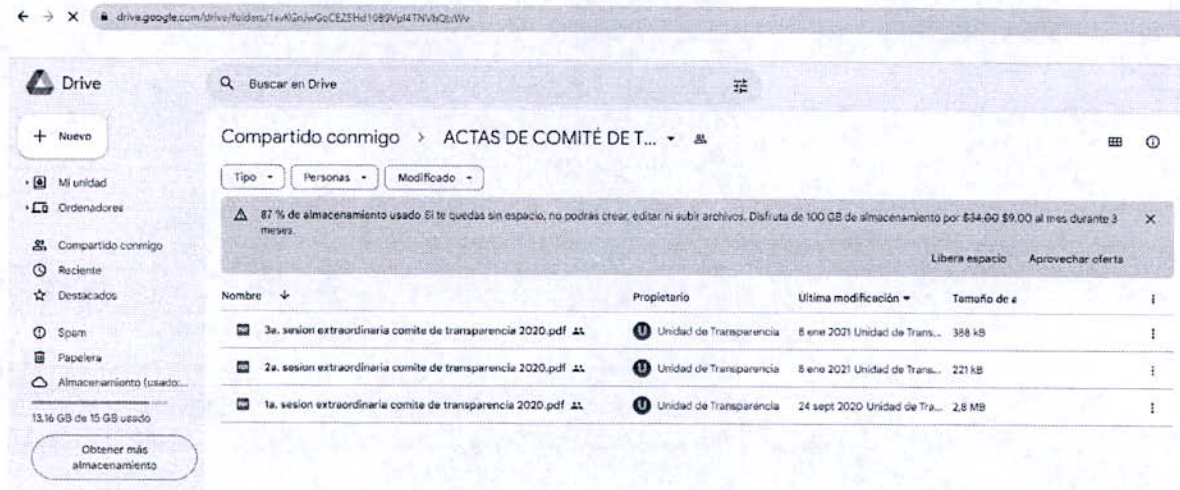 drive.google.com/drive/folders/
Drive
Buscar en Drive
Nuevo
Compartido conmigo > ACTAS DE COMITÉ DE T...
Tipo
Personas
Modificado
Mi unidad
Ordenadores
87 % de almacenamiento usado Si te quedas sin espacio, no podrás crear, editar ni subir archivos. Disfruta de 100 GB de almacenamiento por $34,00 $9,00 al mes durante 3
meses.
Libera espacio Aprovechar oferta
Compartido conmigo
Reciente
Destacados
Spam
Papelera
Almacenamiento (usado:...
13,16 GB de 15 GB usado
Obtener más
almacenamiento
Nombre Propietario Última modificación Tamaño de a
3a. sesion extraordinaria comite de transparencia 2020.pdf U Unidad de Transparencia 8 ene 2021 Unidad de Trans... 388 kB
2a. sesion extraordinaria comite de transparencia 2020.pdf U Unidad de Transparencia 8 ene 2021 Unidad de Trans... 221 kB
1a. sesion extraordinaria comite de transparencia 2020.pdf U Unidad de Transparencia 24 sept 2020 Unidad de Tra... 2,8 MB